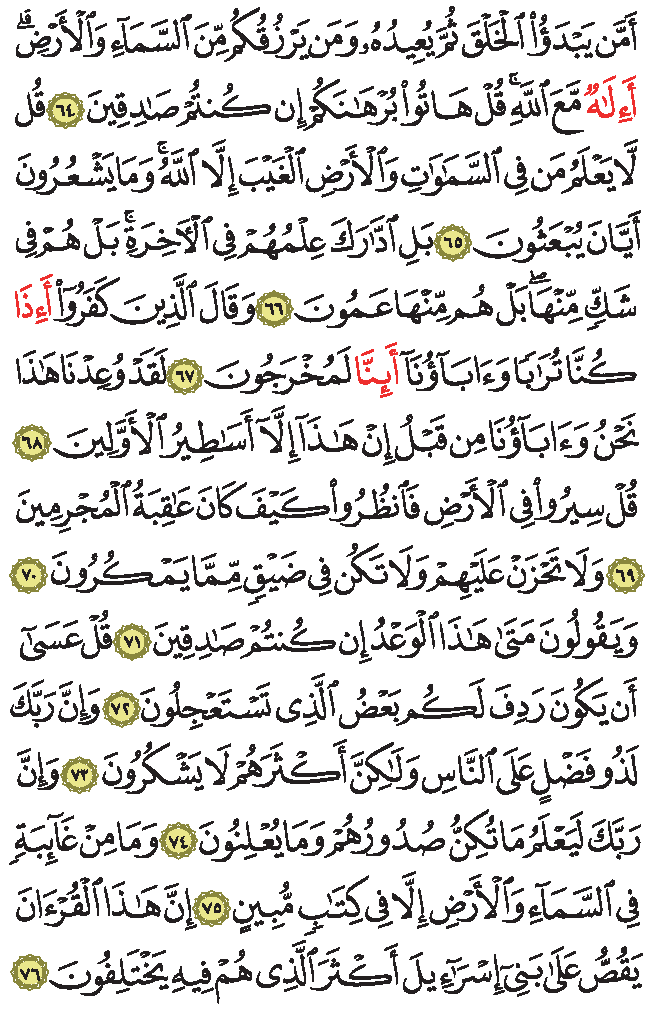 أَمَّن يَبْدَؤُا۟ ٱلْخَلْقَ ثُمَّ يُعِيدُهُۥ وَمَن يَرْزُقُكُم مِّنَ ٱلسَّمَآءِ وَٱلْأَرْضِ ۗ
أَءِلَـٰهٌ مَّعَ ٱللَّهِ ۚ قُلْ هَاتُوا۟ بُرْهَـٰنَكُمْ إِن كُنتُمْ صَـٰدِقِينَ ٦٤ قُل
لَّا يَعْلَمُ مَن فِى ٱلسَّمَـٰوَٰتِ وَٱلْأَرْضِ ٱلْغَيْبَ إِلَّا ٱللَّهُ ۚ وَمَا يَشْعُرُونَ
أَيَّانَ يُبْعَثُونَ ٦٥ بَلِ ٱدَّٰرَكَ عِلْمُهُمْ فِى ٱلْـَٔاخِرَةِ ۚ بَلْ هُمْ فِى
شَكٍّ مِّنْهَا ۖ بَلْ هُم مِّنْهَا عَمُونَ ٦٦ وَقَالَ ٱلَّذِينَ كَفَرُوٓا۟ أَءِذَا
كُنَّا تُرَٰبًا وَءَابَآؤُنَآ أَئِنَّا لَمُخْرَجُونَ ٦٧ لَقَدْ وُعِدْنَا هَـٰذَا
نَحْنُ وَءَابَآؤُنَا مِن قَبْلُ إِنْ هَـٰذَآ إِلَّآ أَسَـٰطِيرُ ٱلْأَوَّلِينَ ٦٨
قُلْ سِيرُوا۟ فِى ٱلْأَرْضِ فَٱنظُرُوا۟ كَيْفَ كَانَ عَـٰقِبَةُ ٱلْمُجْرِمِينَ
٦٩ وَلَا تَحْزَنْ عَلَيْهِمْ وَلَا تَكُن فِى ضَيْقٍ مِّمَّا يَمْكُرُونَ ٧٠
وَيَقُولُونَ مَتَىٰ هَـٰذَا ٱلْوَعْدُ إِن كُنتُمْ صَـٰدِقِينَ ٧١ قُلْ عَسَىٰٓ
أَن يَكُونَ رَدِفَ لَكُم بَعْضُ ٱلَّذِى تَسْتَعْجِلُونَ ٧٢ وَإِنَّ رَبَّكَ
لَذُو فَضْلٍ عَلَى ٱلنَّاسِ وَلَـٰكِنَّ أَكْثَرَهُمْ لَا يَشْكُرُونَ ٧٣ وَإِنَّ
رَبَّكَ لَيَعْلَمُ مَا تُكِنُّ صُدُورُهُمْ وَمَا يُعْلِنُونَ ٧٤ وَمَا مِنْ غَآئِبَةٍ
فِى ٱلسَّمَآءِ وَٱلْأَرْضِ إِلَّا فِى كِتَـٰبٍ مُّبِينٍ ٧٥ إِنَّ هَـٰذَا ٱلْقُرْءَانَ
يَقُصُّ عَلَىٰ بَنِىٓ إِسْرَٰٓءِيلَ أَكْثَرَ ٱلَّذِى هُمْ فِيهِ يَخْتَلِفُونَ ٧٦